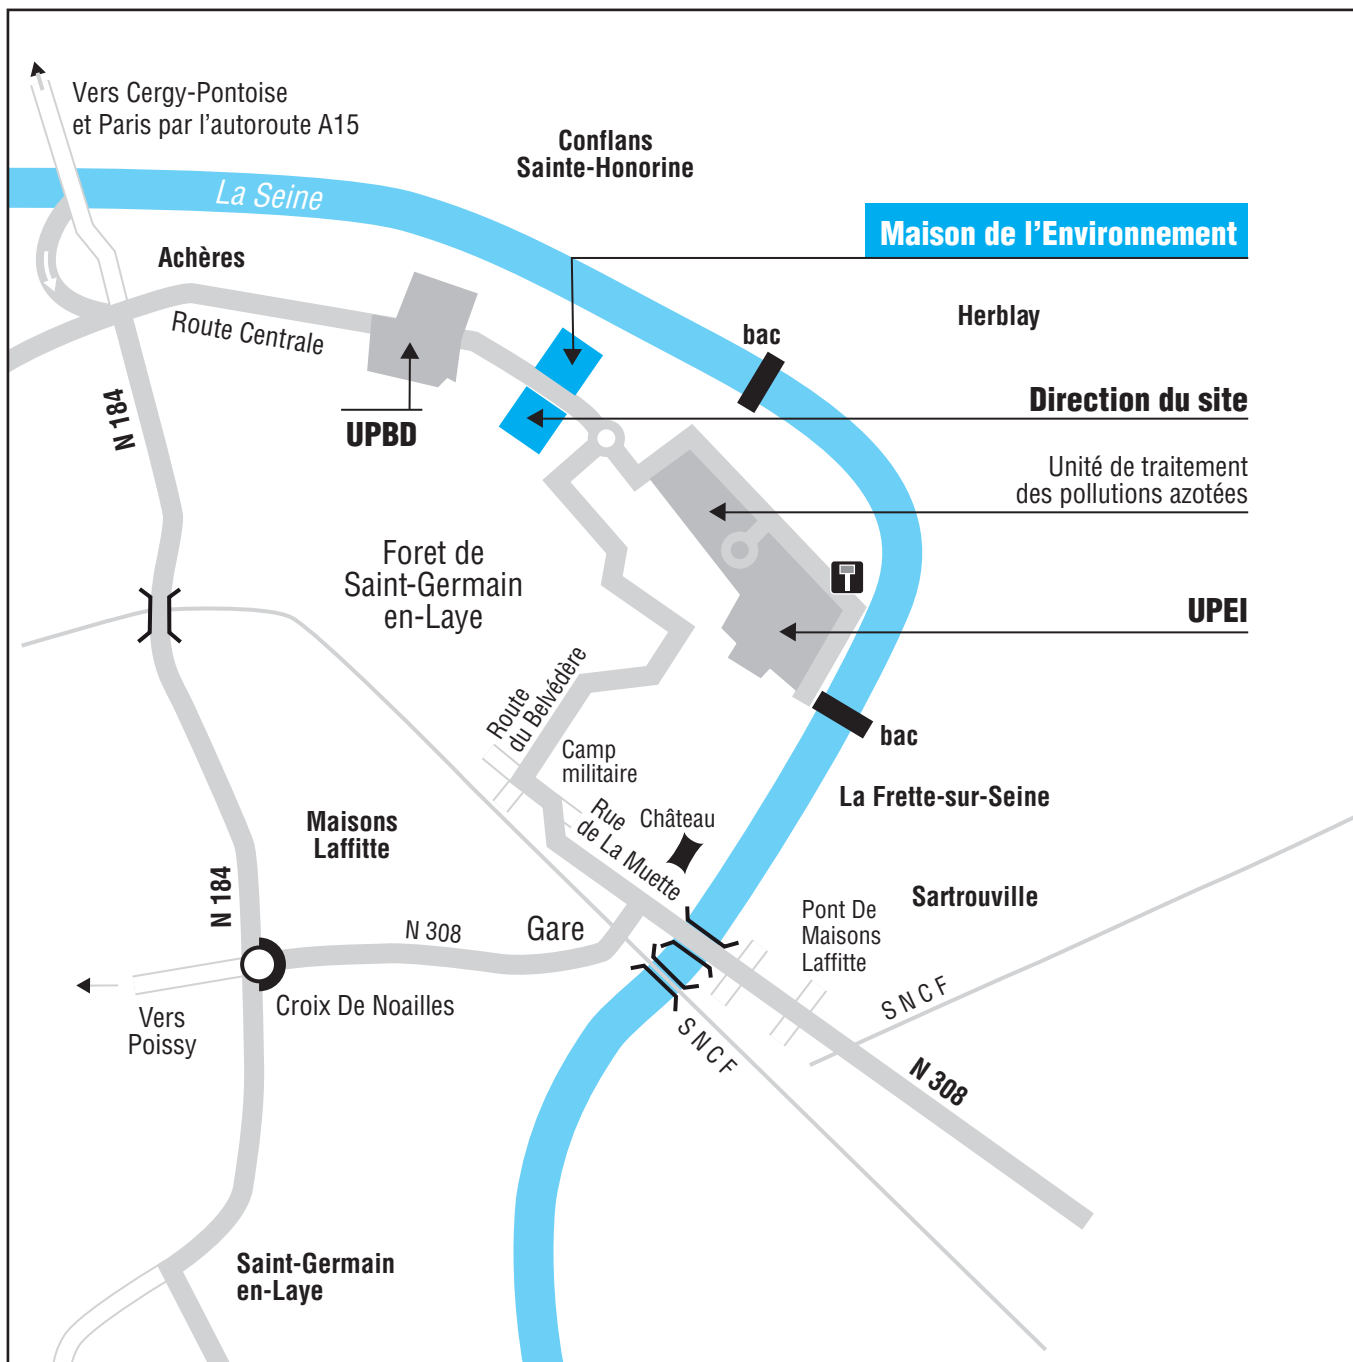 Vers Cergy-Pontoise
et Paris par l’autoroute A15
Conflans
Sainte-Honorine
La Seine
Maison de l’Environnement
Achères
Herblay
Route Centrale
bac
Direction du site
N 184
UPBD
Unité de traitement
des pollutions azotées
Foret de
Saint-Germain
en-Laye
UPEI
Route
du Belvédère
bac
Camp
militaire
La Frette-sur-Seine
Rue
de La Muette
Château
Maisons
Laffitte
N 184
Sartrouville
Pont De
Maisons
Laffitte
N 308
Gare
SNCF
Croix De Noailles
Vers
Poissy
SNCF
N 308
Saint-Germain
en-Laye